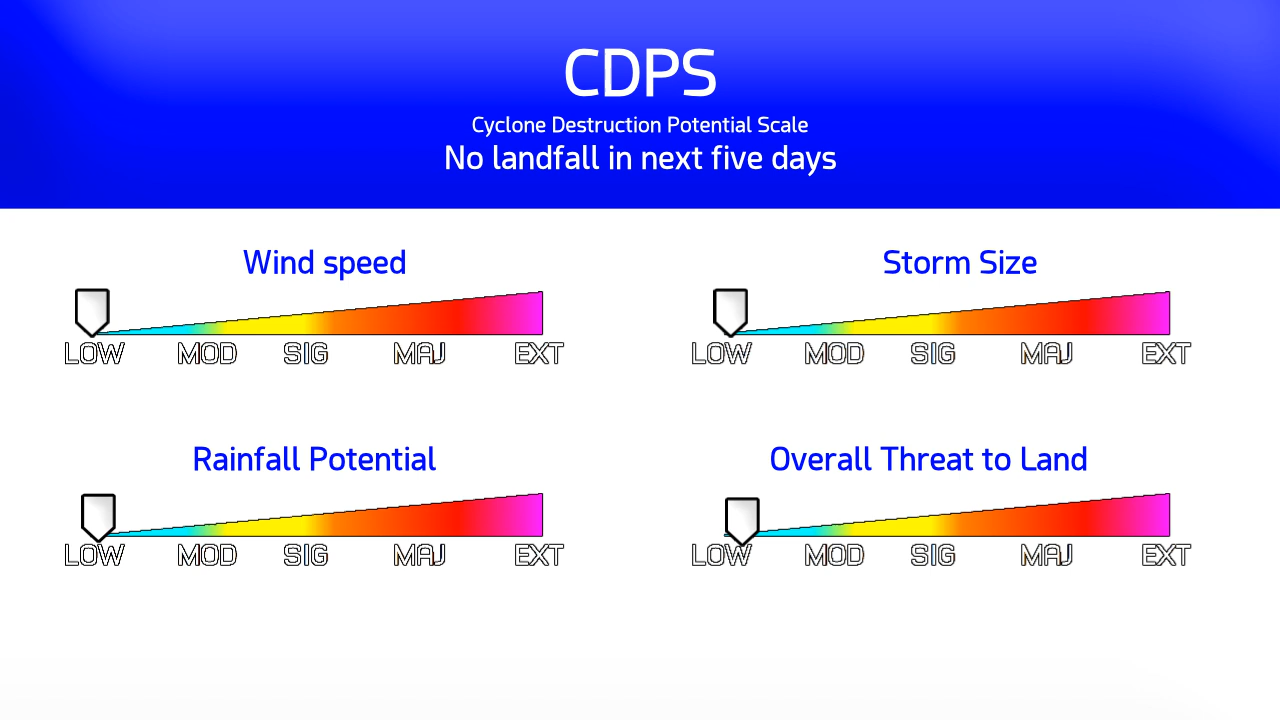 CDPS
Cyclone Destruction Potential Scale
No landfall in next five days
Wind speed
LOW MOD SIG MAJ EXT
Storm Size
LOW MOD SIG MAJ EXT
Rainfall Potential
LOW MOD SIG MAJ EXT
Overall Threat to Land
LOW MOD SIG MAJ EXT